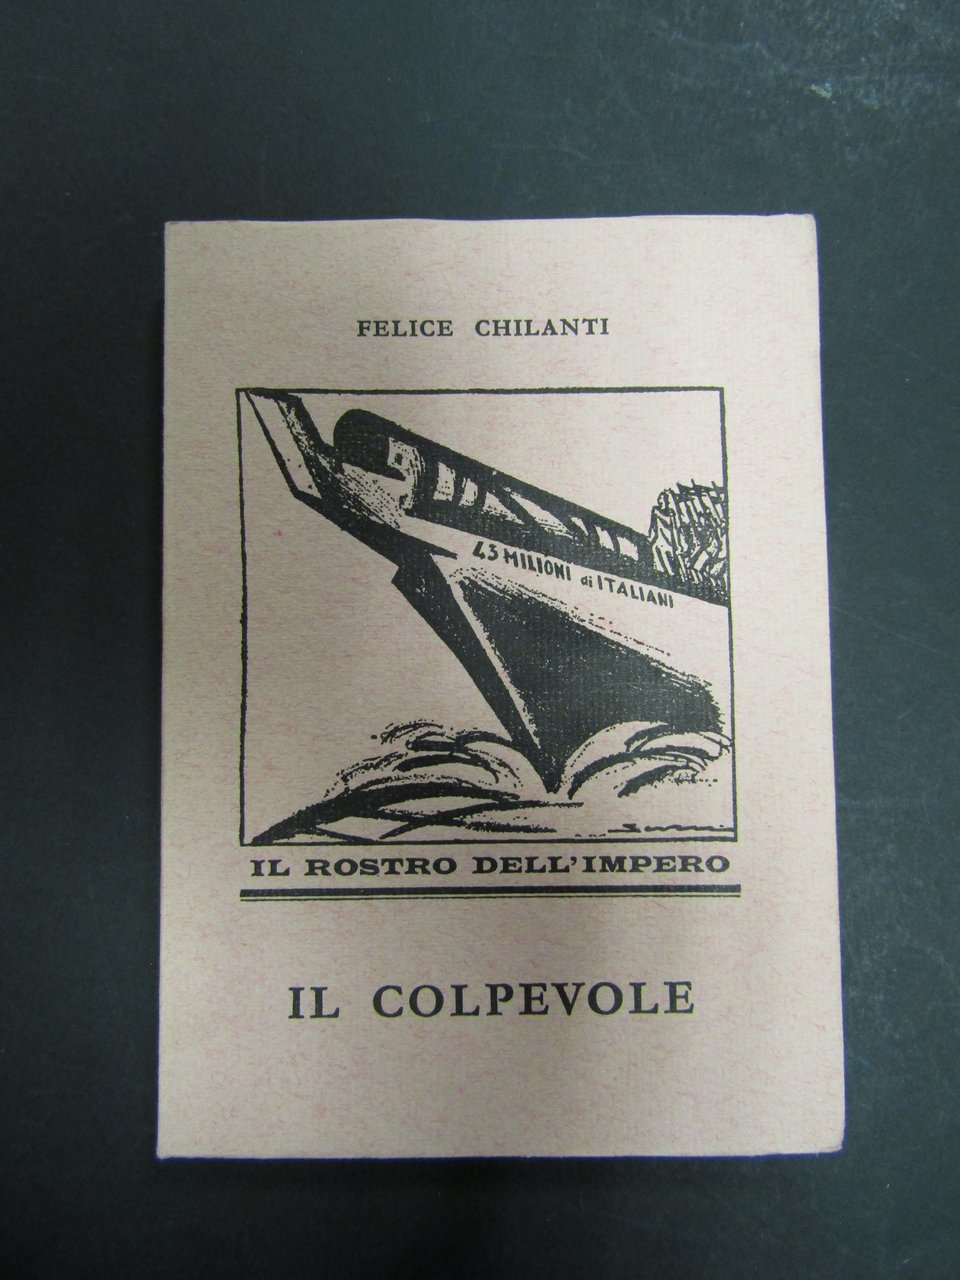 FELICE CHILANTI
43 MILIONI di ITALIANI
IL ROSTRO DELL'IMPERO
IL COLPEVOLE